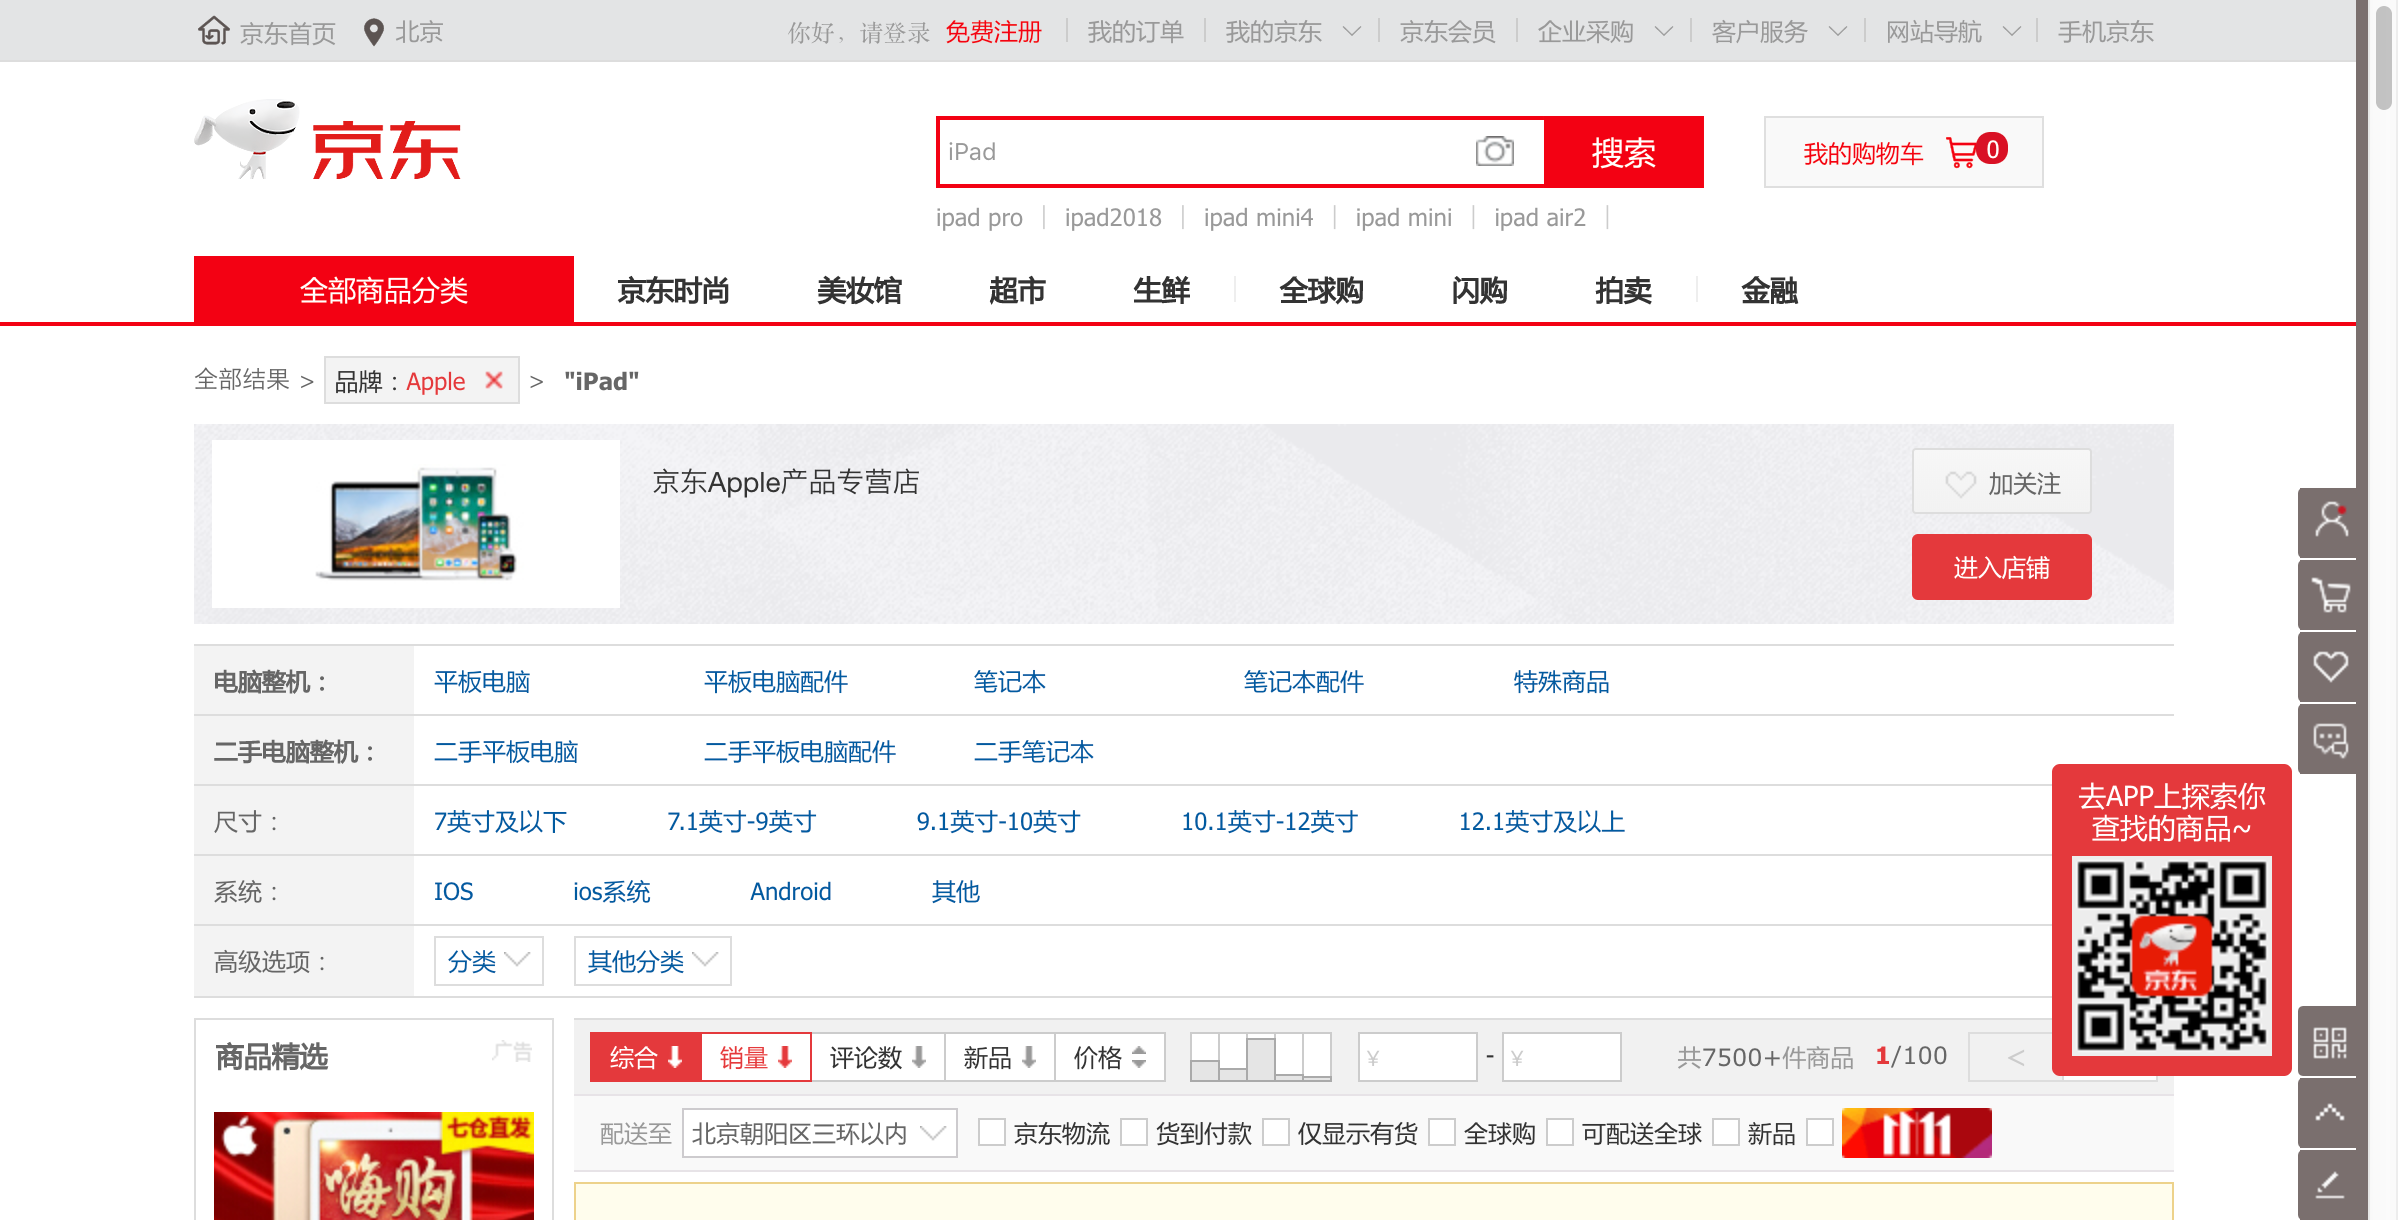 京东首页 北京 你好，请登录 免费注册 我的订单 我的京东 京东会员 企业采购 客户服务 网站导航 手机京东
京东
iPad 搜索 我的购物车 0
ipad pro ipad2018 ipad mini4 ipad mini ipad air2
全部商品分类 京东时尚 美妆馆 超市 生鲜 全球购 闪购 拍卖 金融
全部结果 > 品牌：Apple × > "iPad"
京东Apple产品专营店
加关注
进入店铺
电脑整机： 平板电脑 平板电脑配件 笔记本 笔记本配件 特殊商品
二手电脑整机： 二手平板电脑 二手平板电脑配件 二手笔记本
尺寸： 7英寸及以下 7.1英寸-9英寸 9.1英寸-10英寸 10.1英寸-12英寸 12.1英寸及以上
系统： IOS ios系统 Android 其他
高级选项： 分类 其他分类
去APP上探索你
查找的商品~
京东
商品精选 广告
综合 销量 评论数 新品 价格 ¥ - ¥ 共7500+件商品 1/100 <
配送至 北京朝阳区三环以内 京东物流 货到付款 仅显示有货 全球购 可配送全球 新品 11.11
七仓直发
嗨购